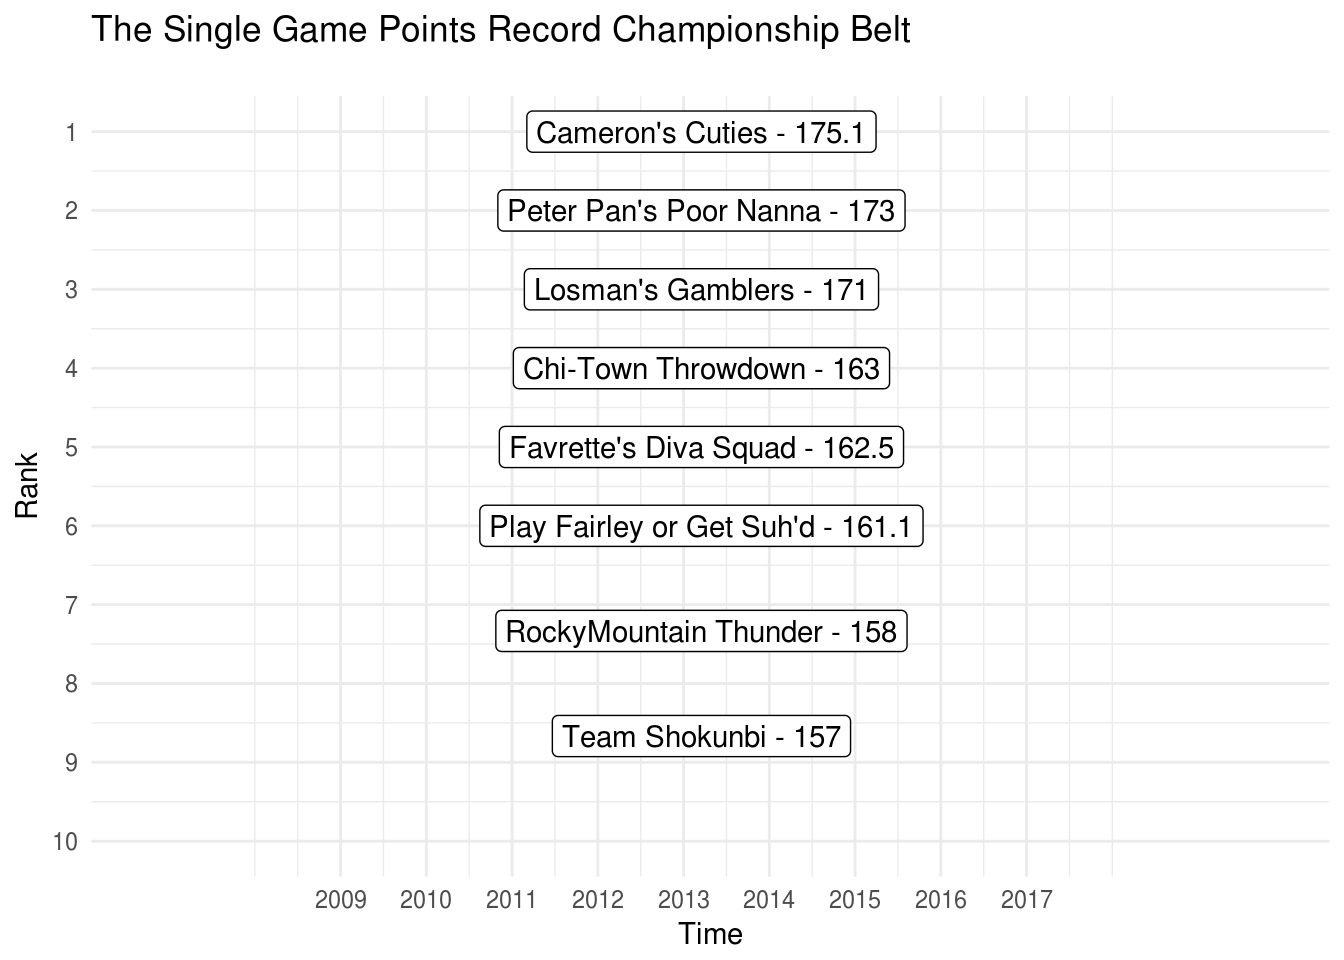 The Single Game Points Record Championship Belt
1
Cameron's Cuties - 175.1
2
Peter Pan's Poor Nanna - 173
3
Losman's Gamblers - 171
4
Chi-Town Throwdown - 163
5
Favrette's Diva Squad - 162.5
Rank
6
Play Fairley or Get Suh'd - 161.1
7
RockyMountain Thunder - 158
8
Team Shokunbi - 157
9
10
2009 2010 2011 2012 2013 2014 2015 2016 2017
Time